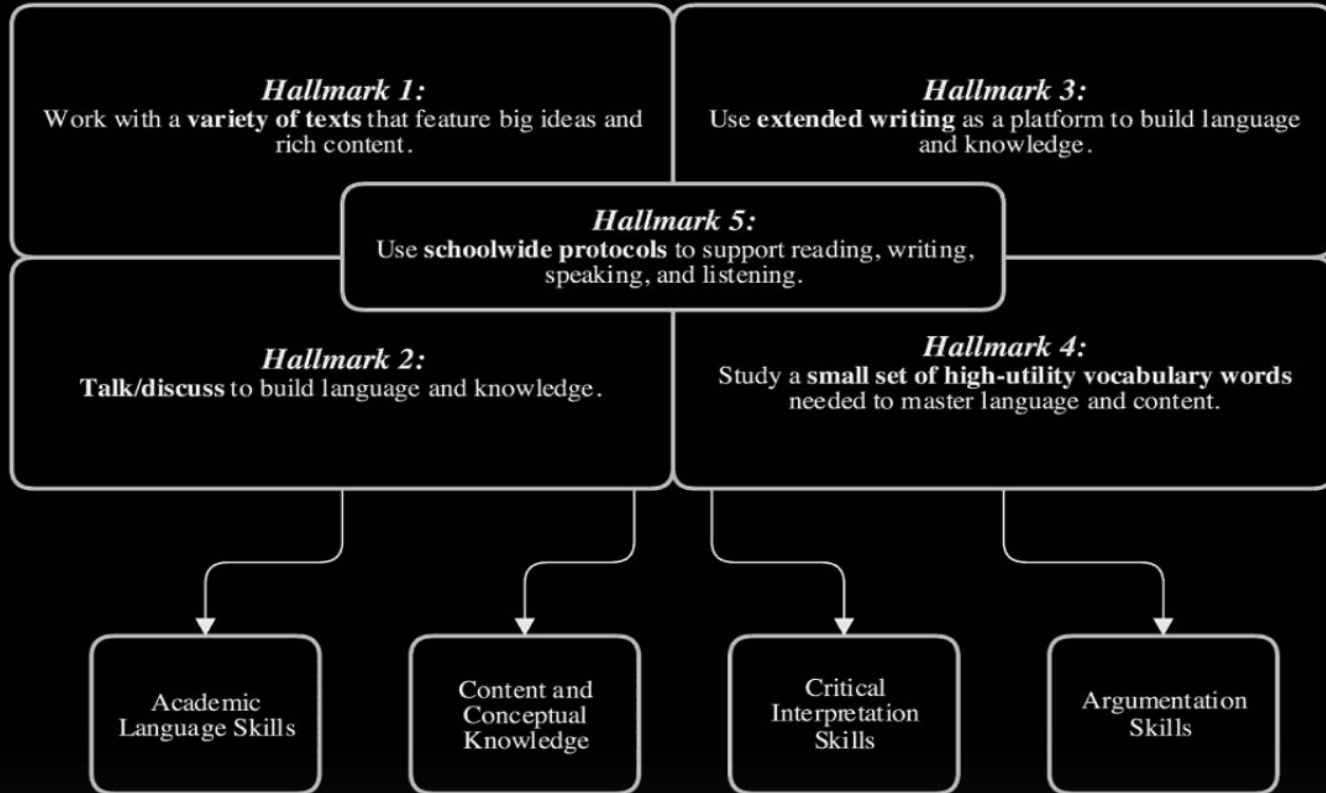 Hallmark 1:
Work with a variety of texts that feature big ideas and
rich content.
Hallmark 3:
Use extended writing as a platform to build language
and knowledge.
Hallmark 5:
Use schoolwide protocols to support reading, writing,
speaking, and listening.
Hallmark 2:
Talk/discuss to build language and knowledge.
Hallmark 4:
Study a small set of high-utility vocabulary words
needed to master language and content.
Academic
Language Skills
Content and
Conceptual
Knowledge
Critical
Interpretation
Skills
Argumentation
Skills